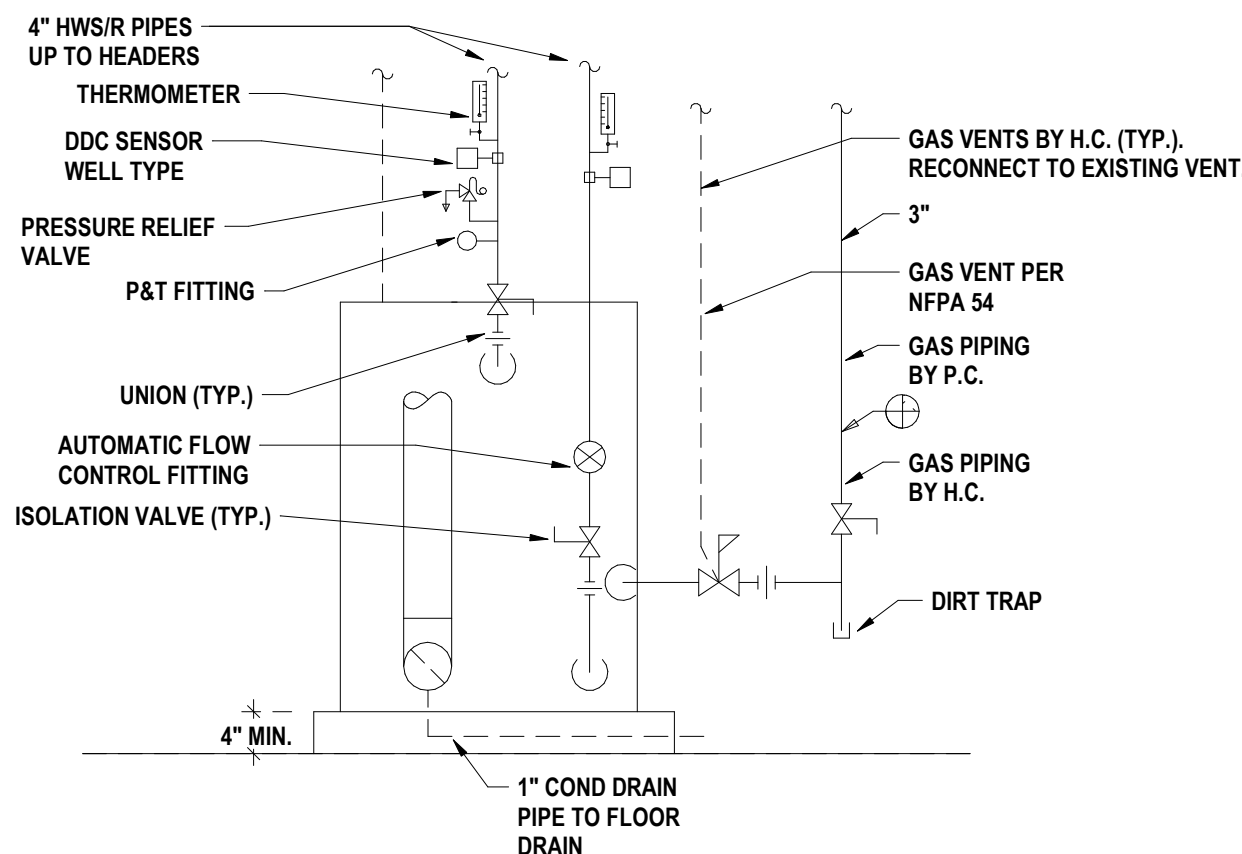 4" HWS/R PIPES
UP TO HEADERS
THERMOMETER
DDC SENSOR
WELL TYPE
PRESSURE RELIEF
VALVE
P&T FITTING
UNION (TYP.)
AUTOMATIC FLOW
CONTROL FITTING
ISOLATION VALVE (TYP.)
4" MIN.
1" COND DRAIN
PIPE TO FLOOR
DRAIN
GAS VENTS BY H.C. (TYP.).
RECONNECT TO EXISTING VENT
3"
GAS VENT PER
NFPA 54
GAS PIPING
BY P.C.
GAS PIPING
BY H.C.
DIRT TRAP